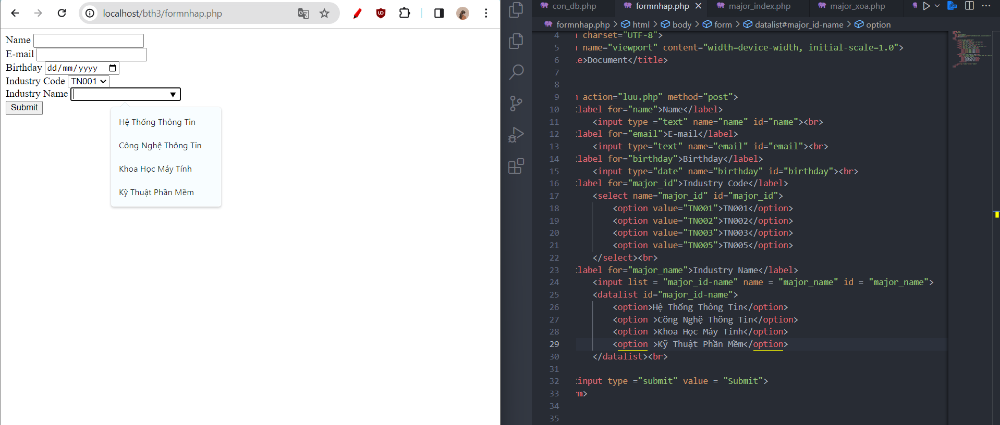 localhost/bth3/formnhap.php
Name
E-mail
Birthday dd/mm/yyyy
Industry Code TN001
Industry Name
Submit
Hệ Thống Thông Tin
Công Nghệ Thông Tin
Khoa Học Máy Tính
Kỹ Thuật Phần Mềm
con_db.php formnhap.php major_index.php major_xoa.php
formnhap.php > html > body > form > datalist#major_id-name > option
4 charset="UTF-8">
5 name="viewport" content="width=device-width, initial-scale=1.0">
6 e>Document</title>
7
8
9 action="luu.php" method="post">
10 label for="name">Name</label>
11 <input type ="text" name="name" id="name"><br>
12 label for="email">E-mail</label>
13 <input type="text" name="email" id="email"><br>
14 label for="birthday">Birthday</label>
15 <input type="date" name="birthday" id="birthday"><br>
16 label for="major_id">Industry Code</label>
17 <select name="major_id" id="major_id">
18 <option value="TN001">TN001</option>
19 <option value="TN002">TN002</option>
20 <option value="TN003">TN003</option>
21 <option value="TN005">TN005</option>
22 </select><br>
23 label for="major_name">Industry Name</label>
24 <input list = "major_id-name" name = "major_name" id = "major_name">
25 <datalist id="major_id-name">
26 <option>Hệ Thống Thông Tin</option>
27 <option >Công Nghệ Thông Tin</option>
28 <option >Khoa Học Máy Tính</option>
29 <option >Kỹ Thuật Phần Mềm</option>
30 </datalist><br>
31
32 input type ="submit" value = "Submit">
33 m>
34
35